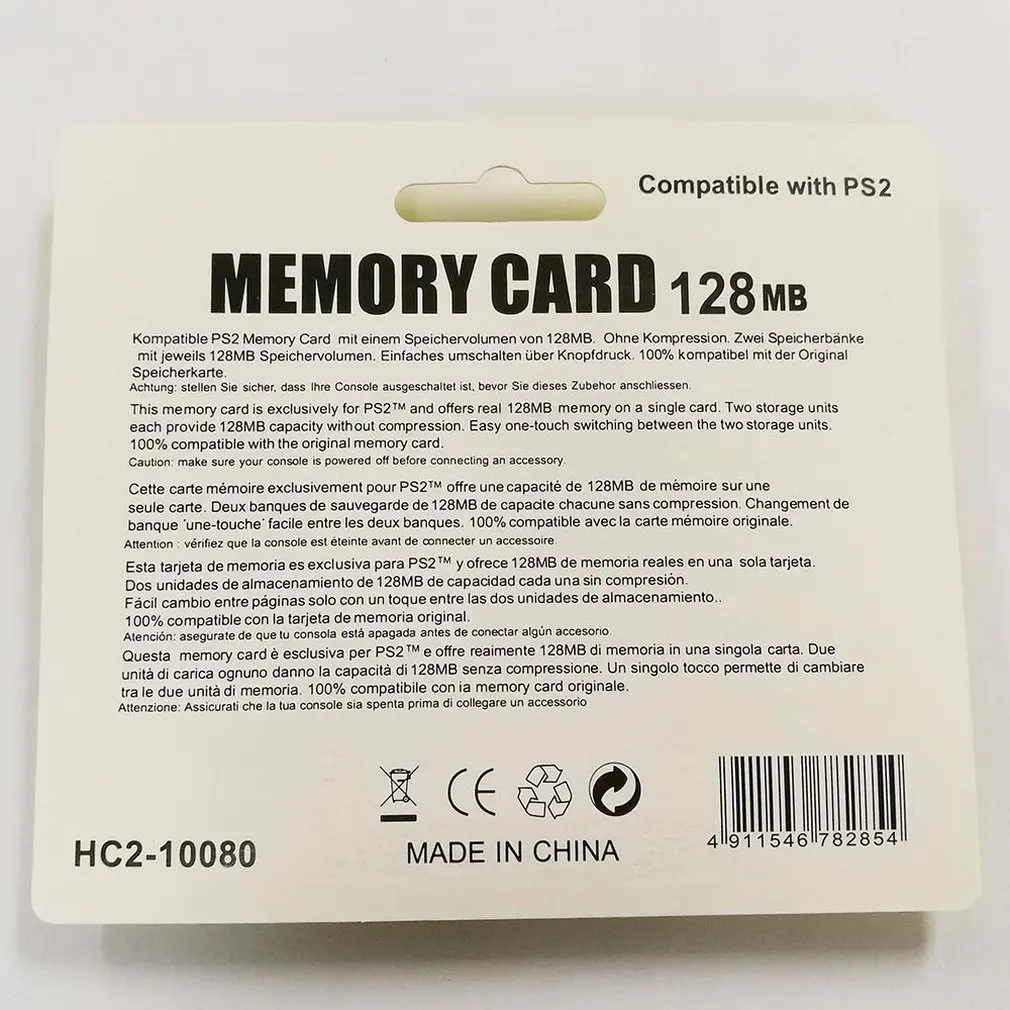 Compatible with PS2
MEMORY CARD 128 MB
Kompatible PS2 Memory Card mit einem Speichervolumen von 128MB. Ohne Kompression. Zwei Speicherbänke
mit jeweils 128MB Speichervolumen. Einfaches umschalten über Knopfdruck. 100% kompatibel mit der Original
Speicherkarte.
Achtung: stellen Sie sicher, dass Ihre Console ausgeschaltet ist, bevor Sie dieses Zubehor anschliessen.
This memory card is exclusively for PS2™ and offers real 128MB memory on a single card. Two storage units
each provide 128MB capacity without compression. Easy one-touch switching between the two storage units.
100% compatible with the original memory card.
Caution: make sure your console is powered off before connecting an accessory.
Cette carte mémoire exclusivement pour PS2™ offre une capacité de 128MB de mémoire sur une
seule carte. Deux banques de sauvegarde de 128MB de capacite chacune sans compression. Changement de
banque 'une-touche' facile entre les deux banques. 100% compatible avec la carte mémoire originale.
Attention : vérifiez que la console est éteinte avant de connecter un accessoire.
Esta tarjeta de memoria es exclusiva para PS2™ y ofrece 128MB de memoria reales en una sola tarjeta.
Dos unidades de almacenamiento de 128MB de capacidad cada una sin compresión.
Fácil cambio entre páginas solo con un toque entre las dos unidades de almacenamiento..
100% compatible con la tarjeta de memoria original.
Atención: asegurate de que tu consola está apagada antes de conectar algún accesorio.
Questa memory card è esclusiva per PS2™ e offre reaimente 128MB di memoria in una singola carta. Due
unità di carica ognuno danno la capacità di 128MB senza compressione. Un singolo tocco permette di cambiare
tra le due unità di memoria. 100% compatibile con ia memory card originale.
Attenzione: Assicurati che la tua console sia spenta prima di collegare un accessorio
CE
HC2-10080
MADE IN CHINA
4 911546 782854